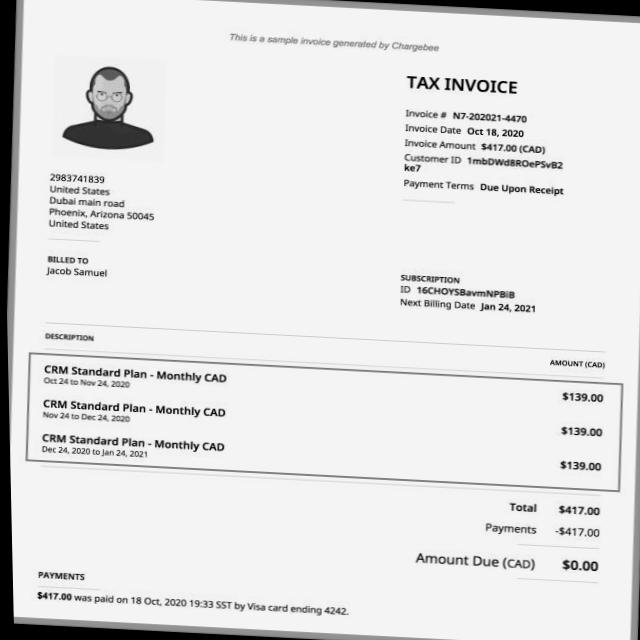 This is a sample invoice generated by Chargebee
TAX INVOICE
Invoice # N7-202021-4470
Invoice Date Oct 18, 2020
Invoice Amount $417.00 (CAD)
Customer ID 1mbDWd8ROePSvB2
ke7
Payment Terms Due Upon Receipt
2983741839
United States
Dubai main road
Phoenix, Arizona 50045
United States
BILLED TO
Jacob Samuel
SUBSCRIPTION
ID 16CHOYSBavmNPBiB
Next Billing Date Jan 24, 2021
DESCRIPTION AMOUNT (CAD)
CRM Standard Plan - Monthly CAD $139.00
Oct 24 to Nov 24, 2020
CRM Standard Plan - Monthly CAD $139.00
Nov 24 to Dec 24, 2020
CRM Standard Plan - Monthly CAD $139.00
Dec 24, 2020 to Jan 24, 2021
Total $417.00
Payments -$417.00
Amount Due (CAD) $0.00
PAYMENTS
$417.00 was paid on 18 Oct, 2020 19:33 SST by Visa card ending 4242.